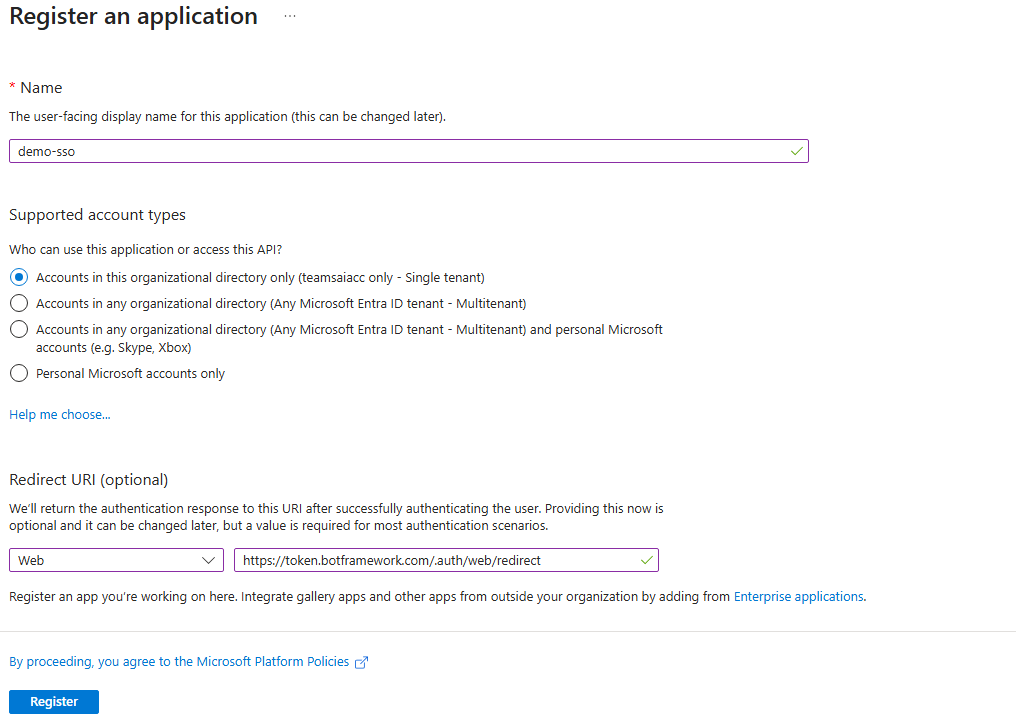 Register an application ...
* Name
The user-facing display name for this application (this can be changed later).
demo-sso
Supported account types
Who can use this application or access this API?
Accounts in this organizational directory only (teamsaiacc only - Single tenant)
Accounts in any organizational directory (Any Microsoft Entra ID tenant - Multitenant)
Accounts in any organizational directory (Any Microsoft Entra ID tenant - Multitenant) and personal Microsoft
accounts (e.g. Skype, Xbox)
Personal Microsoft accounts only
Help me choose...
Redirect URI (optional)
We'll return the authentication response to this URI after successfully authenticating the user. Providing this now is
optional and it can be changed later, but a value is required for most authentication scenarios.
Web https://token.botframework.com/.auth/web/redirect
Register an app you're working on here. Integrate gallery apps and other apps from outside your organization by adding from Enterprise applications.
By proceeding, you agree to the Microsoft Platform Policies
Register